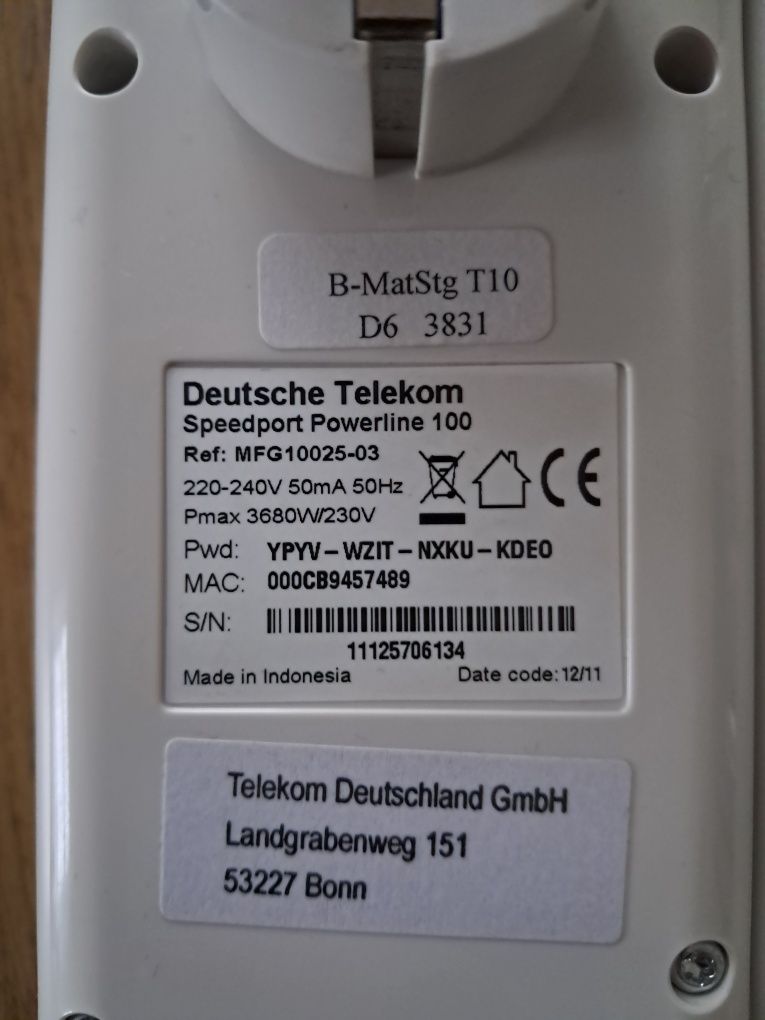 B-MatStg T10
D6 3831
Deutsche Telekom
Speedport Powerline 100
Ref: MFG10025-03
220-240V 50mA 50Hz
Pmax 3680W/230V
CE
Pwd: YPYV – WZIT – NXKU – KDEO
MAC: 000CB9457489
S/N:
11125706134
Made in Indonesia Date code: 12/11
Telekom Deutschland GmbH
Landgrabenweg 151
53227 Bonn